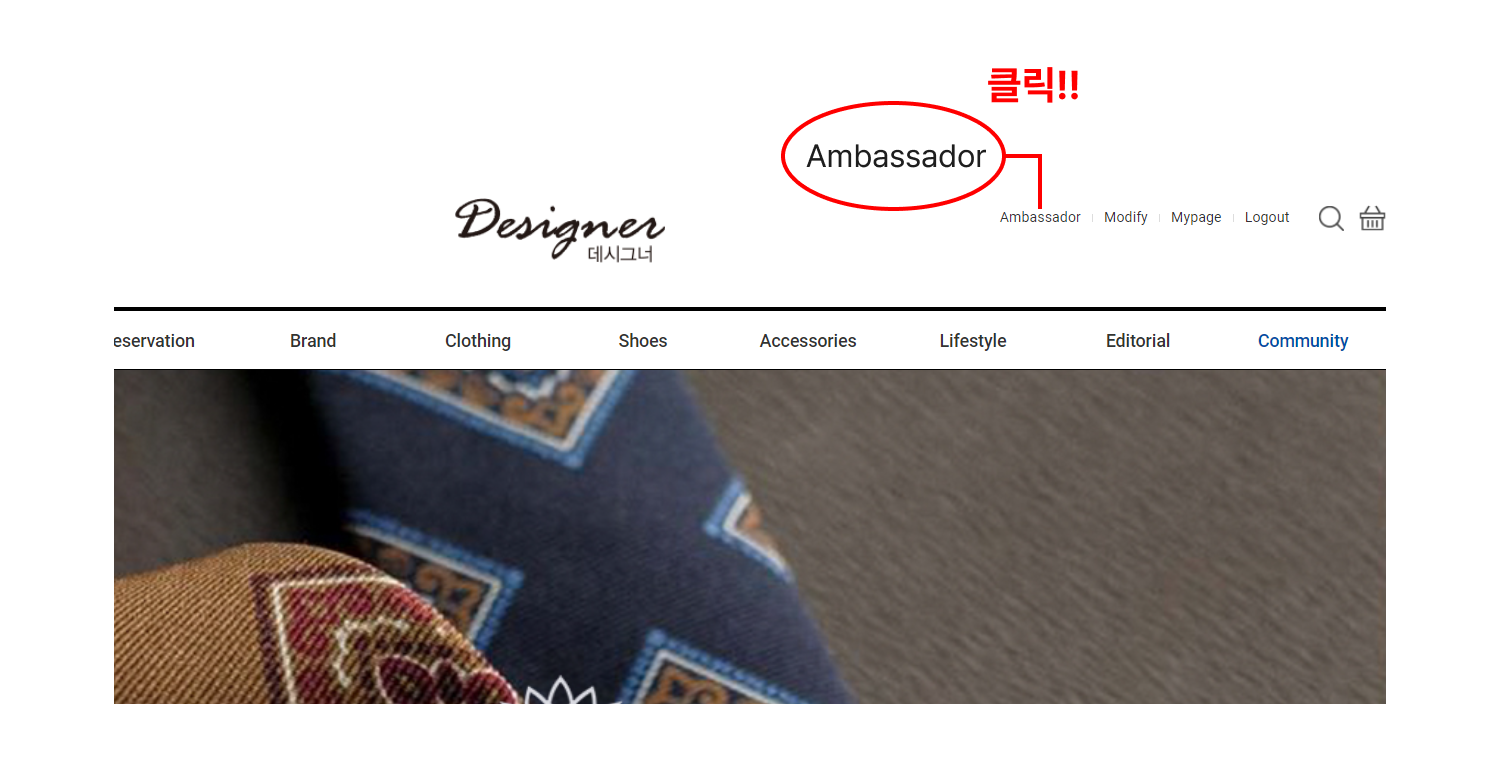 클릭!!
Ambassador
Designer
데시그너
Ambassador Modify Mypage Logout
eservation Brand Clothing Shoes Accessories Lifestyle Editorial Community